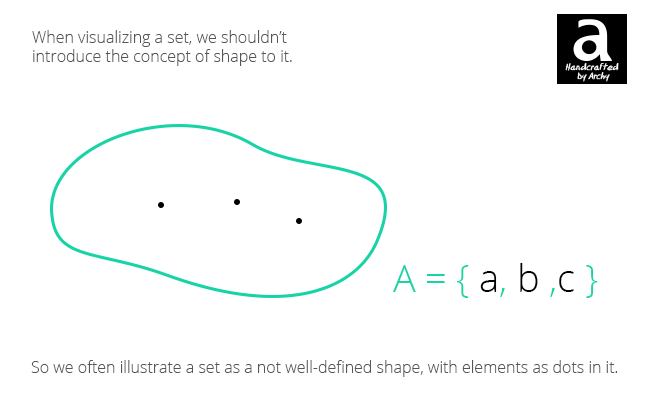 When visualizing a set, we shouldn't
introduce the concept of shape to it.
a
Handcrafted
by Archy
A = { a, b ,c }
So we often illustrate a set as a not well-defined shape, with elements as dots in it.